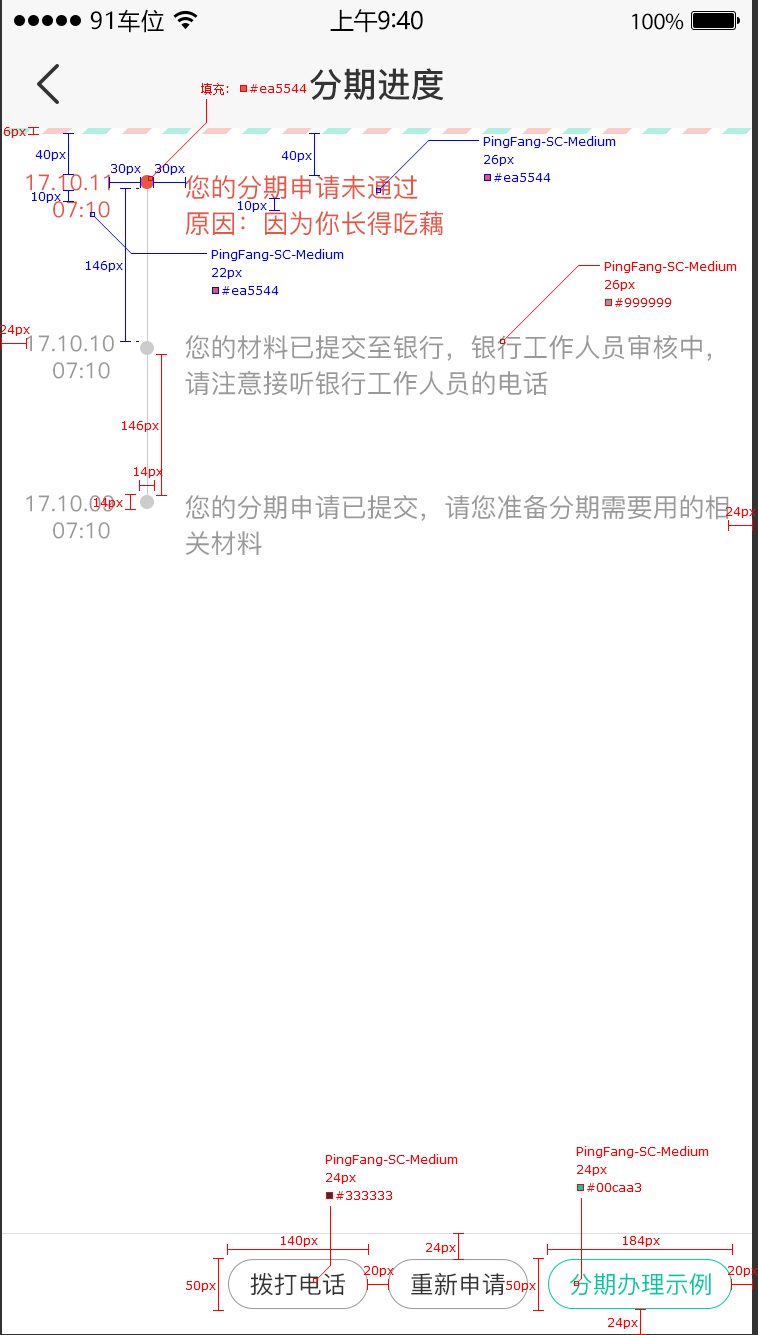 91车位 上午9:40 100%
分期进度
填充： #ea5544
6px
40px
40px
PingFang-SC-Medium
26px
#ea5544
30px 30px
17.10.11
07:10
10px
10px
您的分期申请未通过
原因：因为你长得吃藕
PingFang-SC-Medium
22px
#ea5544
146px
PingFang-SC-Medium
26px
#999999
24px
17.10.10
07:10
您的材料已提交至银行，银行工作人员审核中，
请注意接听银行工作人员的电话
146px
14px
14px
17.10.09
07:10
您的分期申请已提交，请您准备分期需要用的相
关材料
24px
PingFang-SC-Medium
24px
#333333
PingFang-SC-Medium
24px
#00caa3
140px
24px
184px
50px
拨打电话
20px
重新申请
50px
分期办理示例
20px
24px